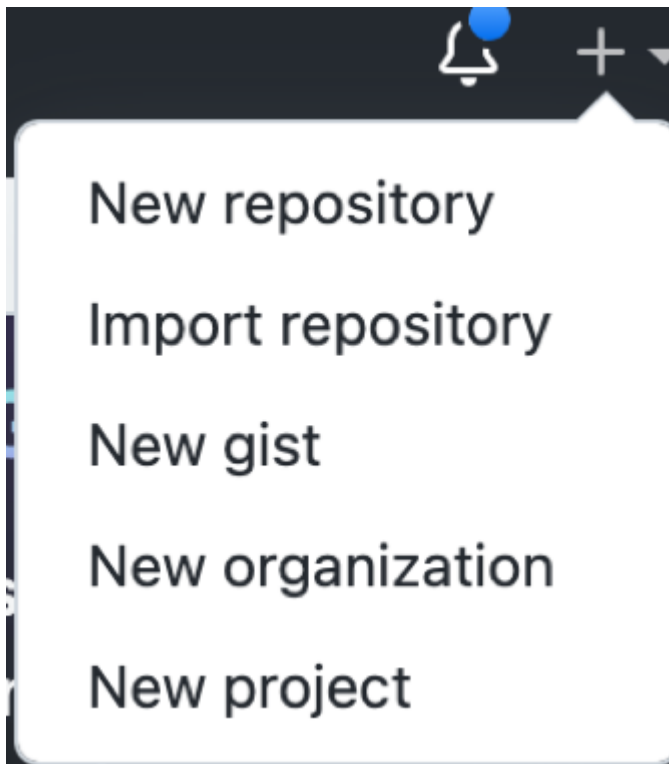 New repository
Import repository
New gist
New organization
New project